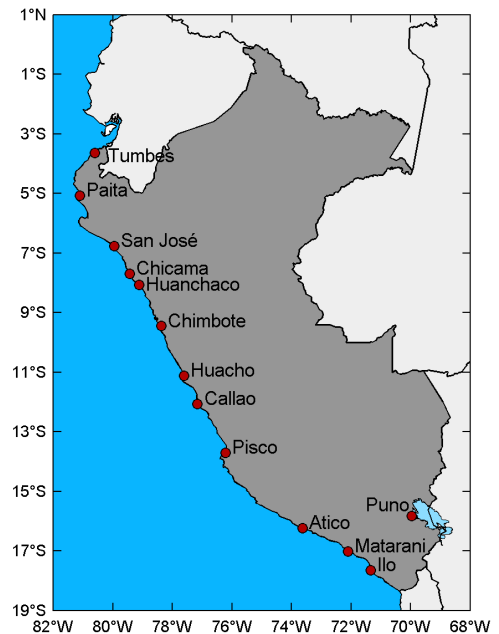 1°N
1°S
3°S
Tumbes
Paita
5°S
San José
7°S
Chicama
Huanchaco
9°S
Chimbote
11°S
Huacho
Callao
13°S
Pisco
15°S
Puno
Atico
17°S
Matarani
Ilo
19°S
82°W 80°W 78°W 76°W 74°W 72°W 70°W 68°W